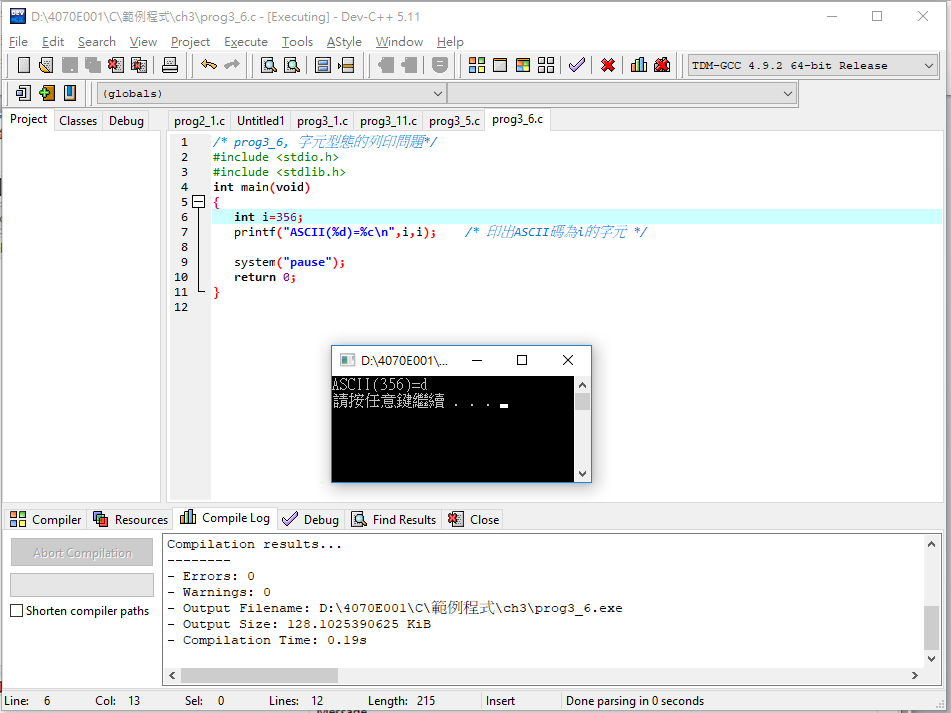 D:\4070E001\C\範例程式\ch3\prog3_6.c - [Executing] - Dev-C++ 5.11
File Edit Search View Project Execute Tools AStyle Window Help
TDM-GCC 4.9.2 64-bit Release
(globals)
Project Classes Debug
prog2_1.c Untitled1 prog3_1.c prog3_11.c prog3_5.c prog3_6.c
1 /* prog3_6, 字元型態的列印問題*/
2 #include <stdio.h>
3 #include <stdlib.h>
4 int main(void)
5 {
6 int i=356;
7 printf("ASCII(%d)=%c\n",i,i); /* 印出ASCII碼為i的字元 */
8
9 system("pause");
10 return 0;
11 }
12
D:\4070E001\...
ASCII(356)=d
請按任意鍵繼續 . . .
Compiler Resources Compile Log Debug Find Results Close
Abort Compilation
Shorten compiler paths
Compilation results...
--------
- Errors: 0
- Warnings: 0
- Output Filename: D:\4070E001\C\範例程式\ch3\prog3_6.exe
- Output Size: 128.1025390625 KiB
- Compilation Time: 0.19s
Line: 6 Col: 13 Sel: 0 Lines: 12 Length: 215 Insert Done parsing in 0 seconds